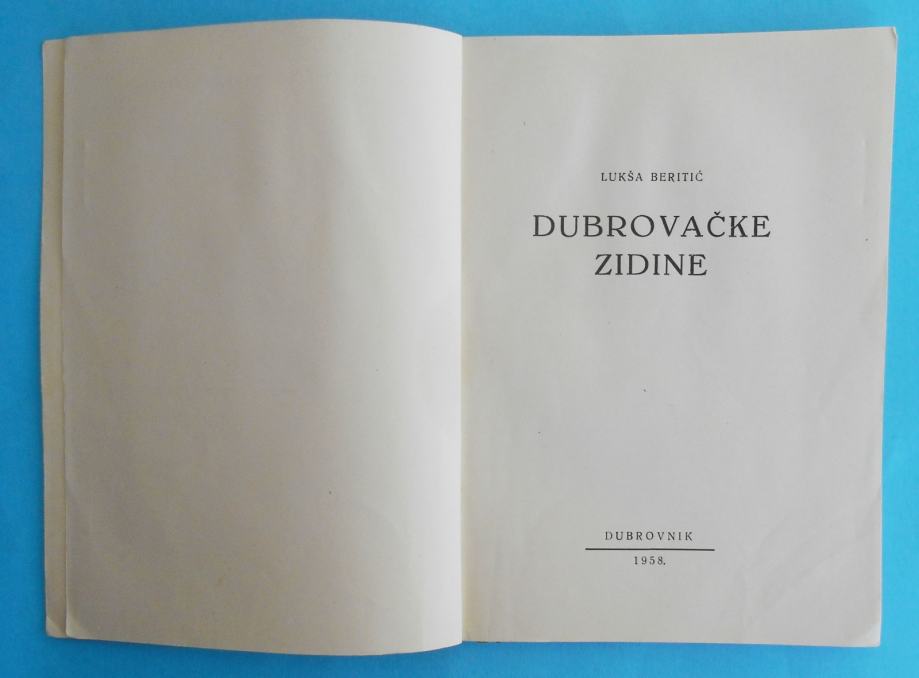 LUKŠA BERITIĆ
DUBROVAČKE
ZIDINE
DUBROVNIK
1958.